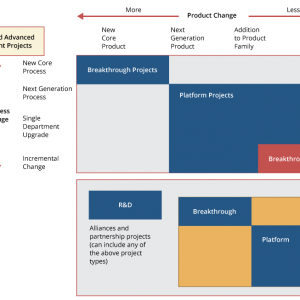 More
Product Change
Less
New
Core
Product
Next
Generation
Product
Addition
to Product
Family
d Advanced
nt Projects
New Core
Process
Next Generation
Process
ess
nge
Single
Department
Upgrade
Incremental
Change
Breakthrough Projects
Platform Projects
Breakthro
R&D
Alliances and
partnership projects
(can include any of
the above project
types)
Breakthrough
Platform